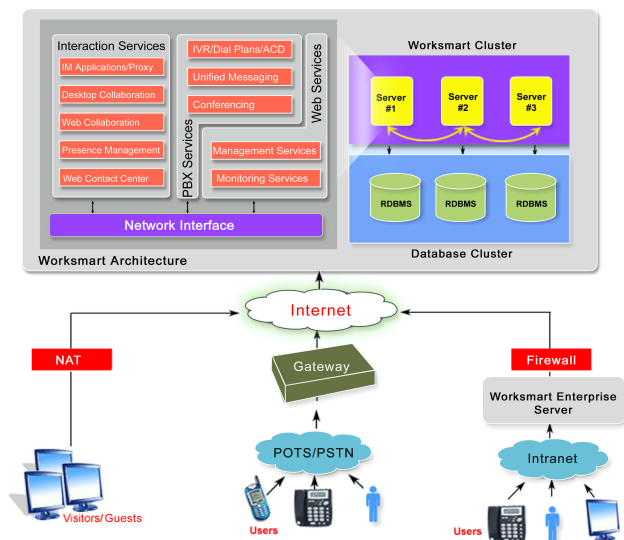 Interaction Services
IM Applications/Proxy
Desktop Collaboration
Web Collaboration
Presence Management
Web Contact Center
PBX Services
IVR/Dial Plans/ACD
Unified Messaging
Conferencing
Web Services
Management Services
Monitoring Services
Network Interface
Worksmart Architecture
Worksmart Cluster
Server
#1
Server
#2
Server
#3
RDBMS
RDBMS
RDBMS
Database Cluster
Internet
NAT
Gateway
Firewall
Worksmart Enterprise
Server
POTS/PSTN
Intranet
Visitors/Guests
Users
Users